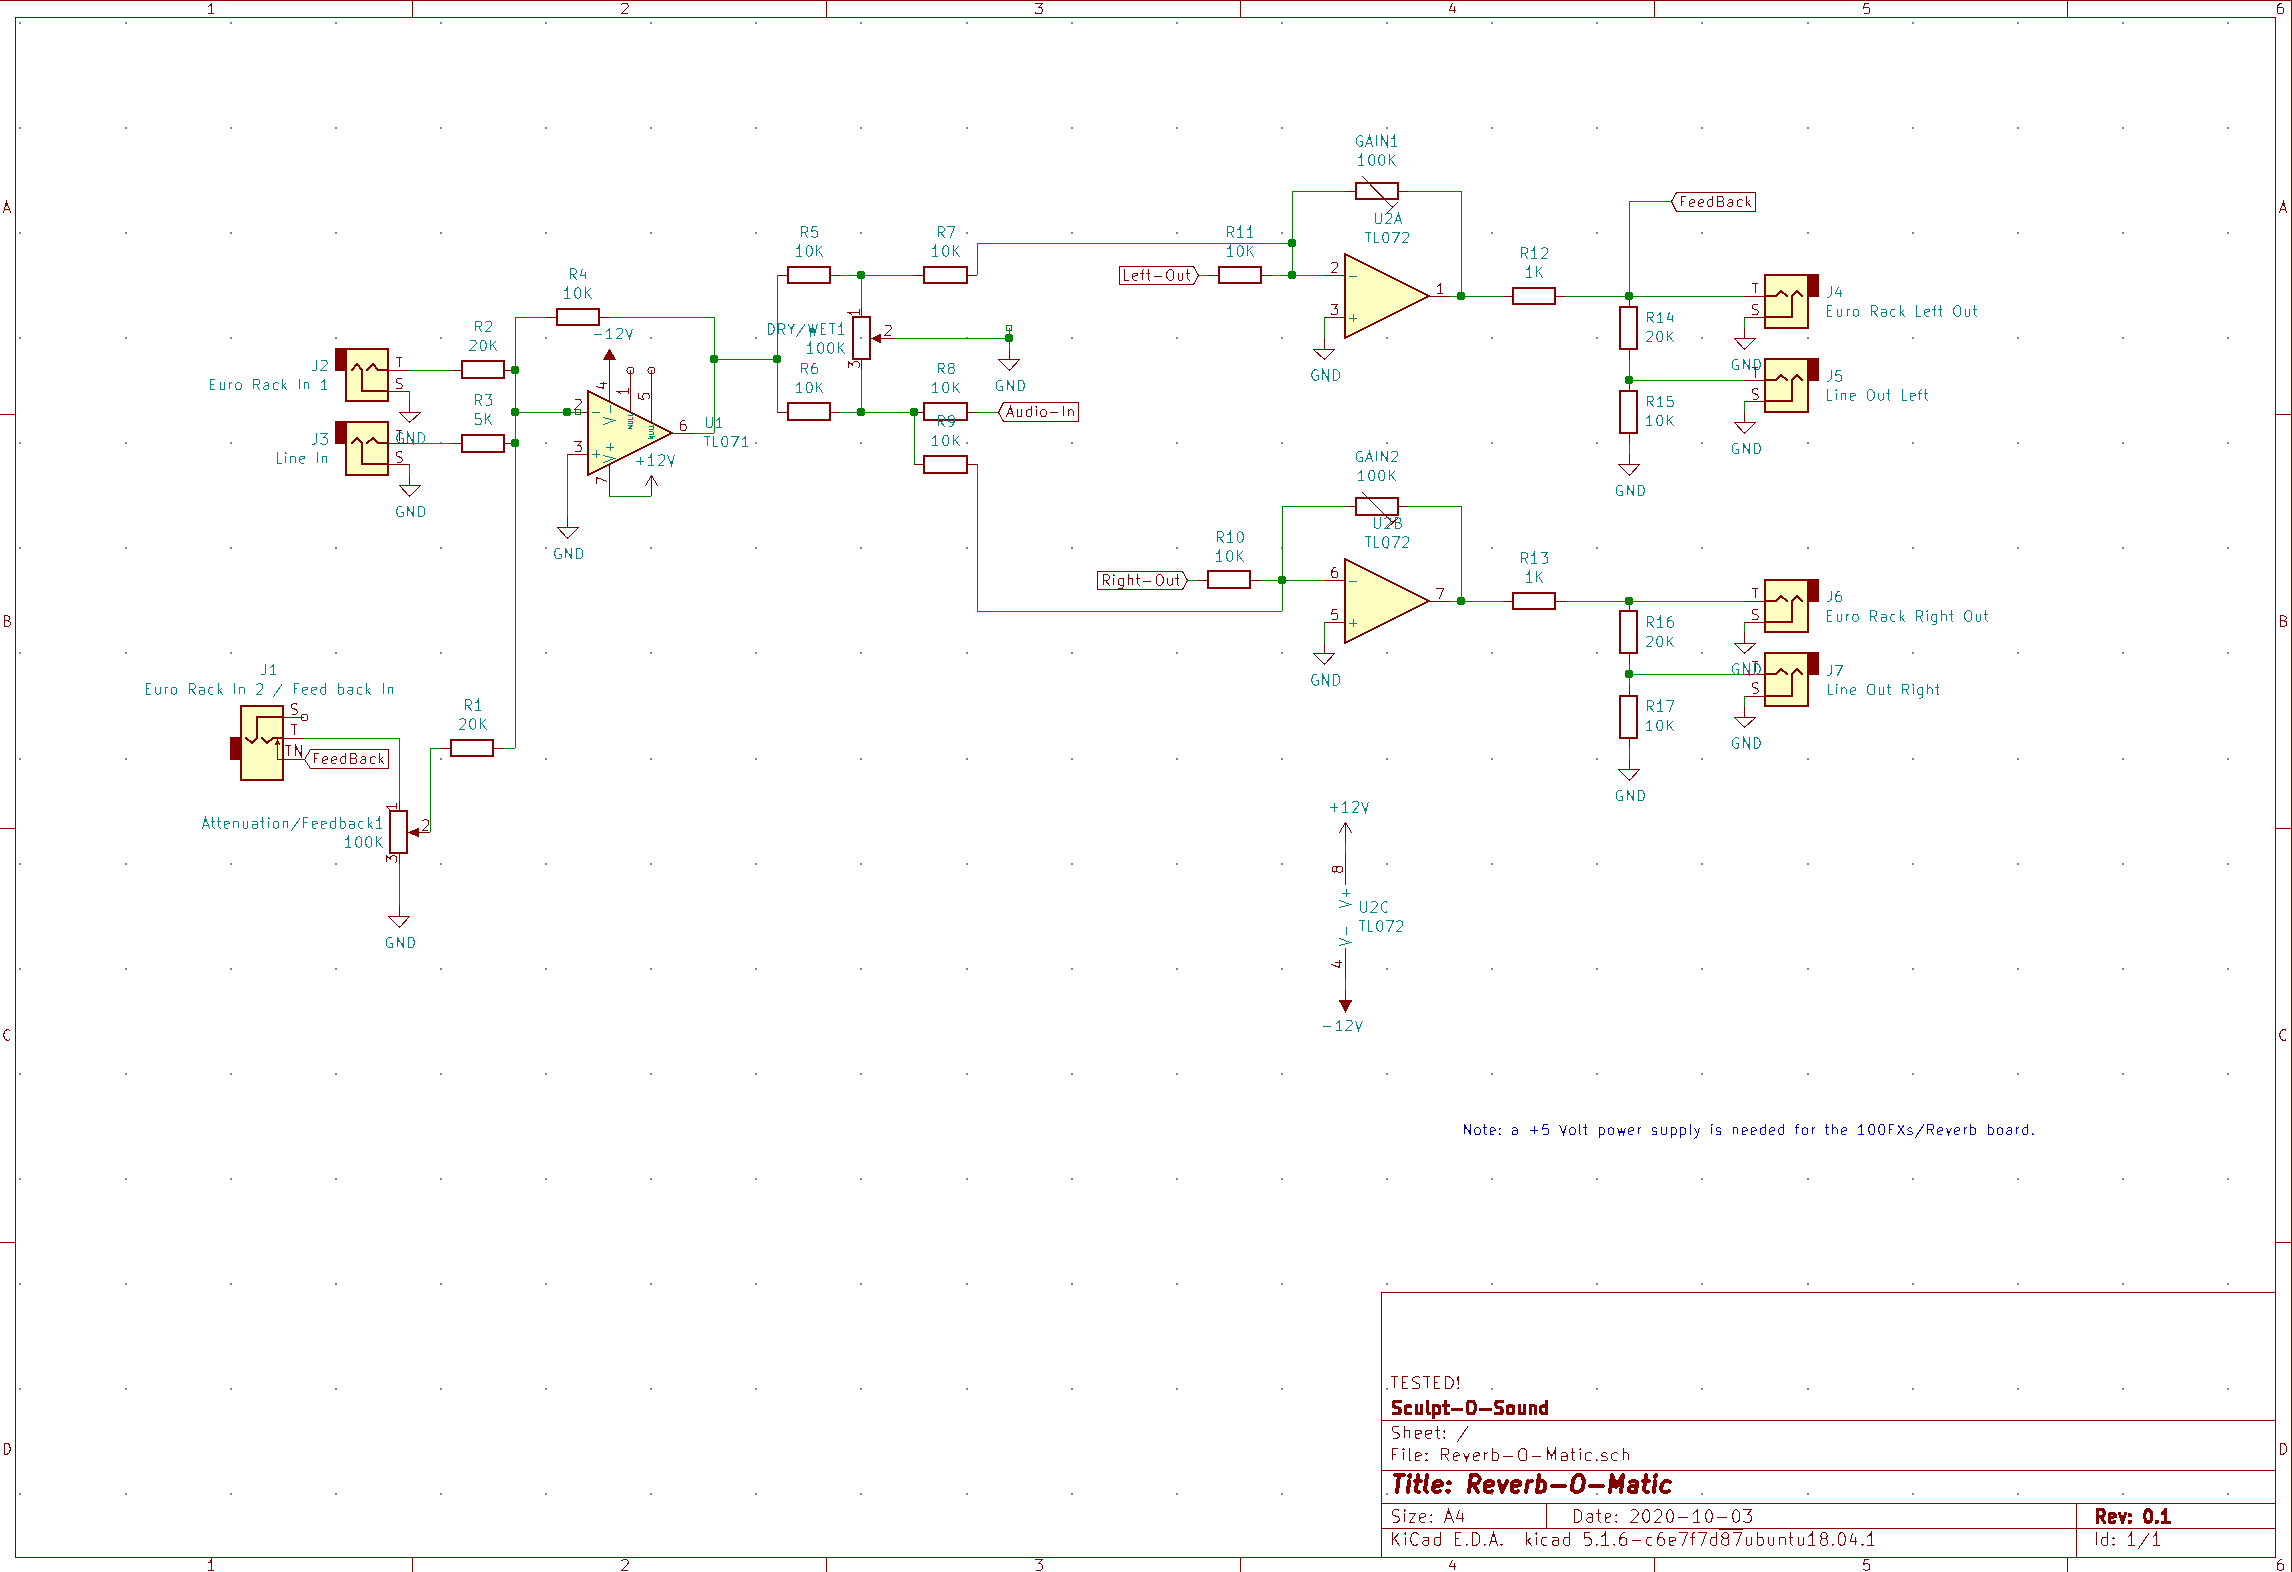 1 2 3 4 5 6
A
B
C
D
A
B
C
D
1 2 3 4 5 6
GAIN1
100K
U2A
TL072
FeedBack
R5
10K
R7
10K
R11
10K
Left-Out
2
3
1
R12
1K
T
S
J4
Euro Rack Left Out
GND
R14
20K
GND
T
S
J5
Line Out Left
GND
R15
10K
GND
R4
10K
-12V
R2
20K
J2
Euro Rack In 1
T
S
GND
R3
5K
J3
Line In
T
S
GND
2
3
4
1
5
6
7
V-
V+
U1
TL071
+12V
GND
DRY/WET1
100K
1
2
3
GND
R6
10K
R8
10K
Audio-In
R9
10K
GAIN2
100K
U2B
TL072
R10
10K
Right-Out
6
5
7
GND
R13
1K
T
S
J6
Euro Rack Right Out
GND
R16
20K
T
S
J7
Line Out Right
GND
R17
10K
GND
J1
Euro Rack In 2 / Feed back In
S
T
TN
FeedBack
R1
20K
Attenuation/Feedback1
100K
1
2
3
GND
+12V
8
V+
U2C
TL072
V-
4
-12V
Note: a +5 Volt power supply is needed for the 100FXs/Reverb board.
TESTED!
Sculpt-O-Sound
Sheet: /
File: Reverb-O-Matic.sch
Title: Reverb-O-Matic
Size: A4 Date: 2020-10-03 Rev: 0.1
KiCad E.D.A. kicad 5.1.6-c6e7f7d87ubuntu18.04.1 Id: 1/1